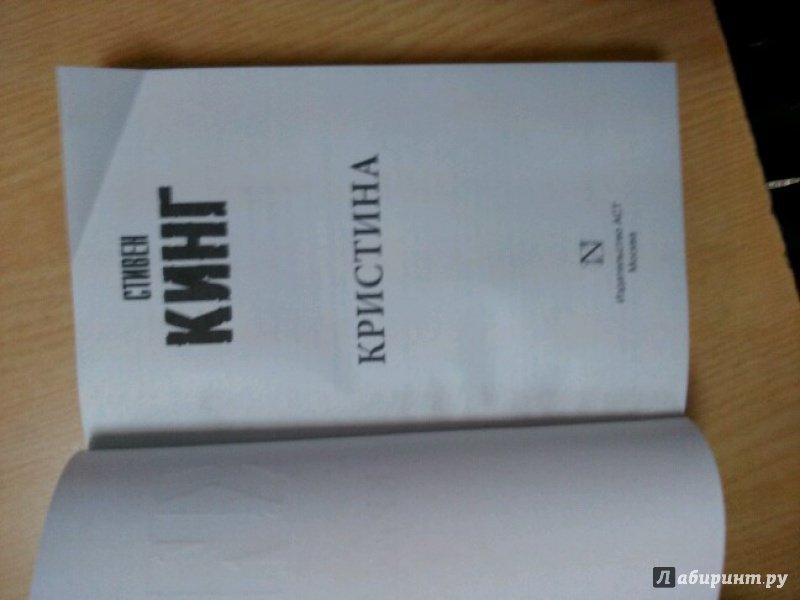 СТИВЕН
КИНГ
КРИСТИНА
N
Издательство АСТ
Москва
Лабиринт.ру